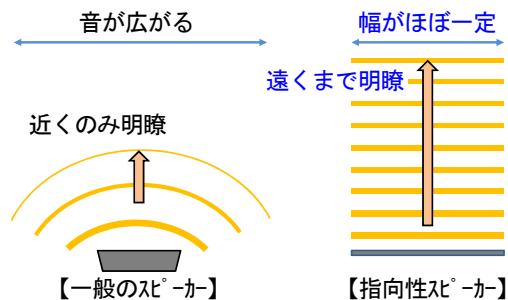 音が広がる
幅がほぼ一定
遠くまで明瞭
近くのみ明瞭
【一般のｽﾋﾟｰｶｰ】
【指向性ｽﾋﾟｰｶｰ】